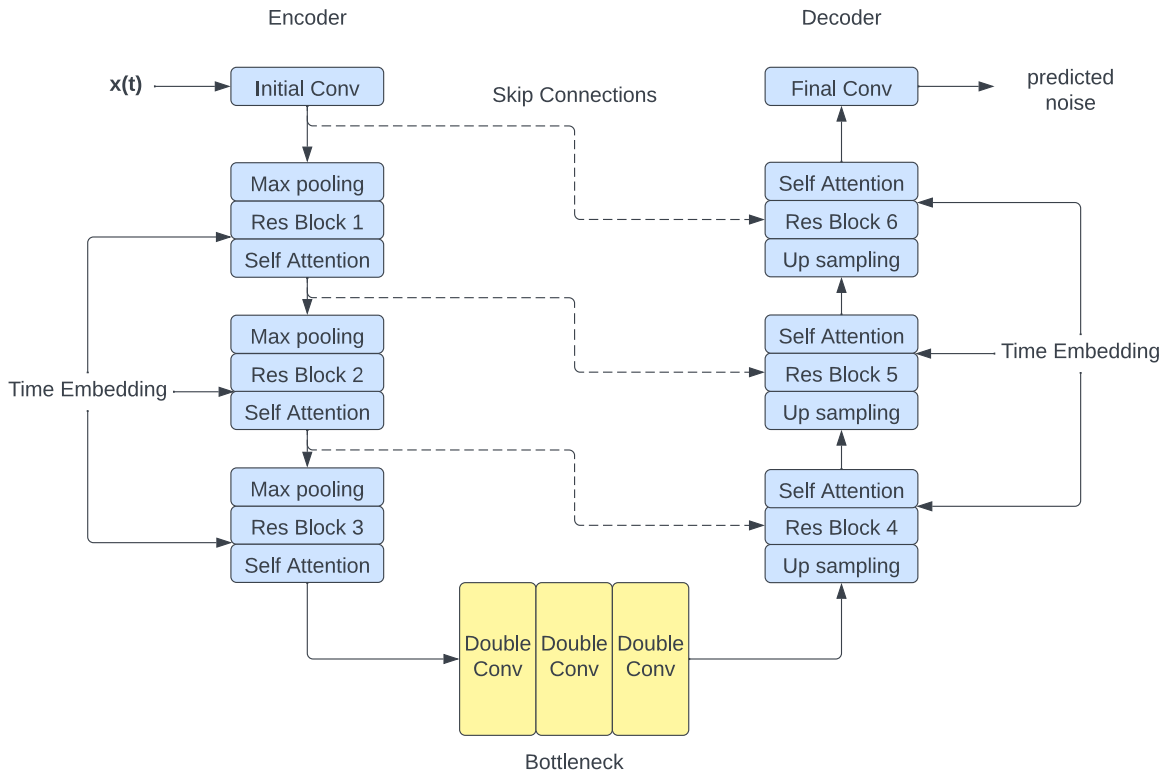 Encoder
Decoder
x(t)
Initial Conv
Skip Connections
Final Conv
predicted
noise
Max pooling
Res Block 1
Self Attention
Self Attention
Res Block 6
Up sampling
Max pooling
Res Block 2
Self Attention
Time Embedding
Self Attention
Res Block 5
Up sampling
Time Embedding
Max pooling
Res Block 3
Self Attention
Self Attention
Res Block 4
Up sampling
Double
Conv
Double
Conv
Double
Conv
Bottleneck